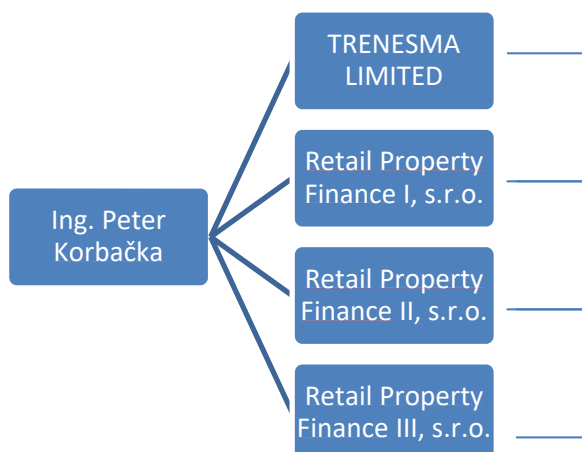 TRENESMA
LIMITED
Retail Property
Finance I, s.r.o.
Ing. Peter
Korbačka
Retail Property
Finance II, s.r.o.
Retail Property
Finance III, s.r.o.